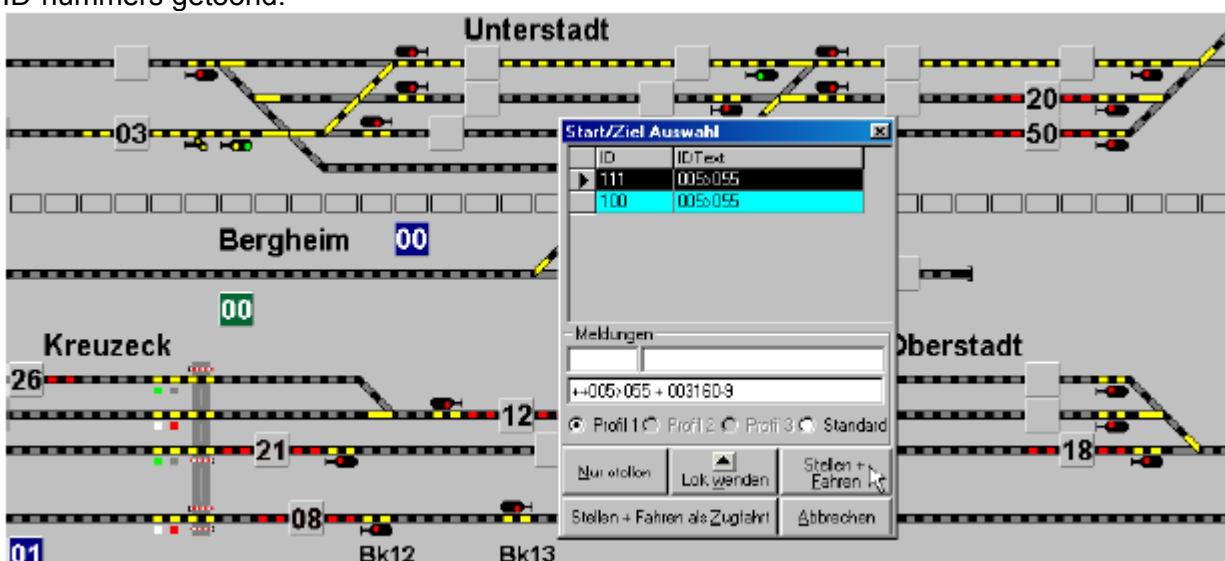 ID nummers getoond.
Unterstadt
20
03
50
Start/Ziel Auswahl
ID IDText
111 005>055
100 005>055
Bergheim 00
00
Meldungen
Kreuzeck
Oberstadt
26
++005>055 + 003160-9
12
Profil 1 Profil 2 Profil 3 Standard
21
18
Nur stellen
Lok wenden
Stellen +
Fahren
08
Stellen + Fahren als Zugfahrt Abbrechen
01
Bk12 Bk13